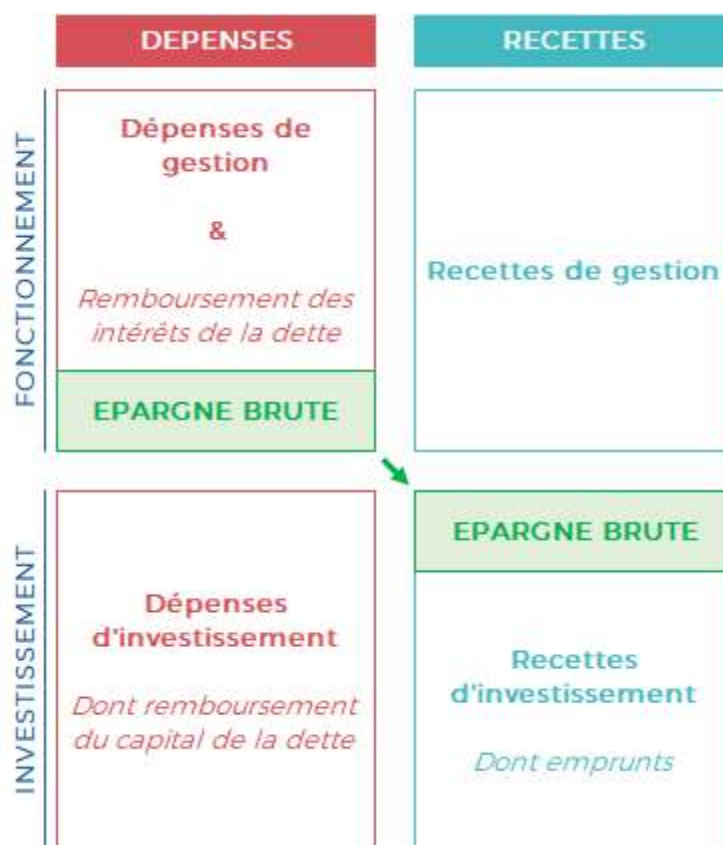 DEPENSES
RECETTES
FONCTIONNEMENT
Dépenses de
gestion
&
Remboursement des
intérêts de la dette
EPARGNE BRUTE
Recettes de gestion
INVESTISSEMENT
Dépenses
d'investissement
Dont remboursement
du capital de la dette
EPARGNE BRUTE
Recettes
d'investissement
Dont emprunts